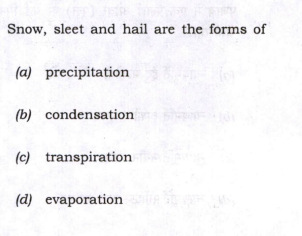 Snow, sleet and hail are the forms of
(a) precipitation
(b) condensation
(c) transpiration
(d) evaporation